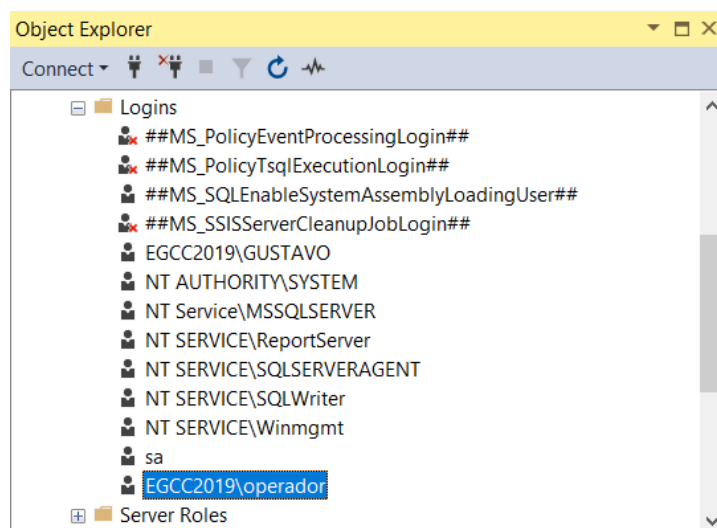 Object Explorer
Connect
Logins
##MS_PolicyEventProcessingLogin##
##MS_PolicyTsqlExecutionLogin##
##MS_SQLEnableSystemAssemblyLoadingUser##
##MS_SSISServerCleanupJobLogin##
EGCC2019\GUSTAVO
NT AUTHORITY\SYSTEM
NT Service\MSSQLSERVER
NT SERVICE\ReportServer
NT SERVICE\SQLSERVERAGENT
NT SERVICE\SQLWriter
NT SERVICE\Winmgmt
sa
EGCC2019\operador
Server Roles